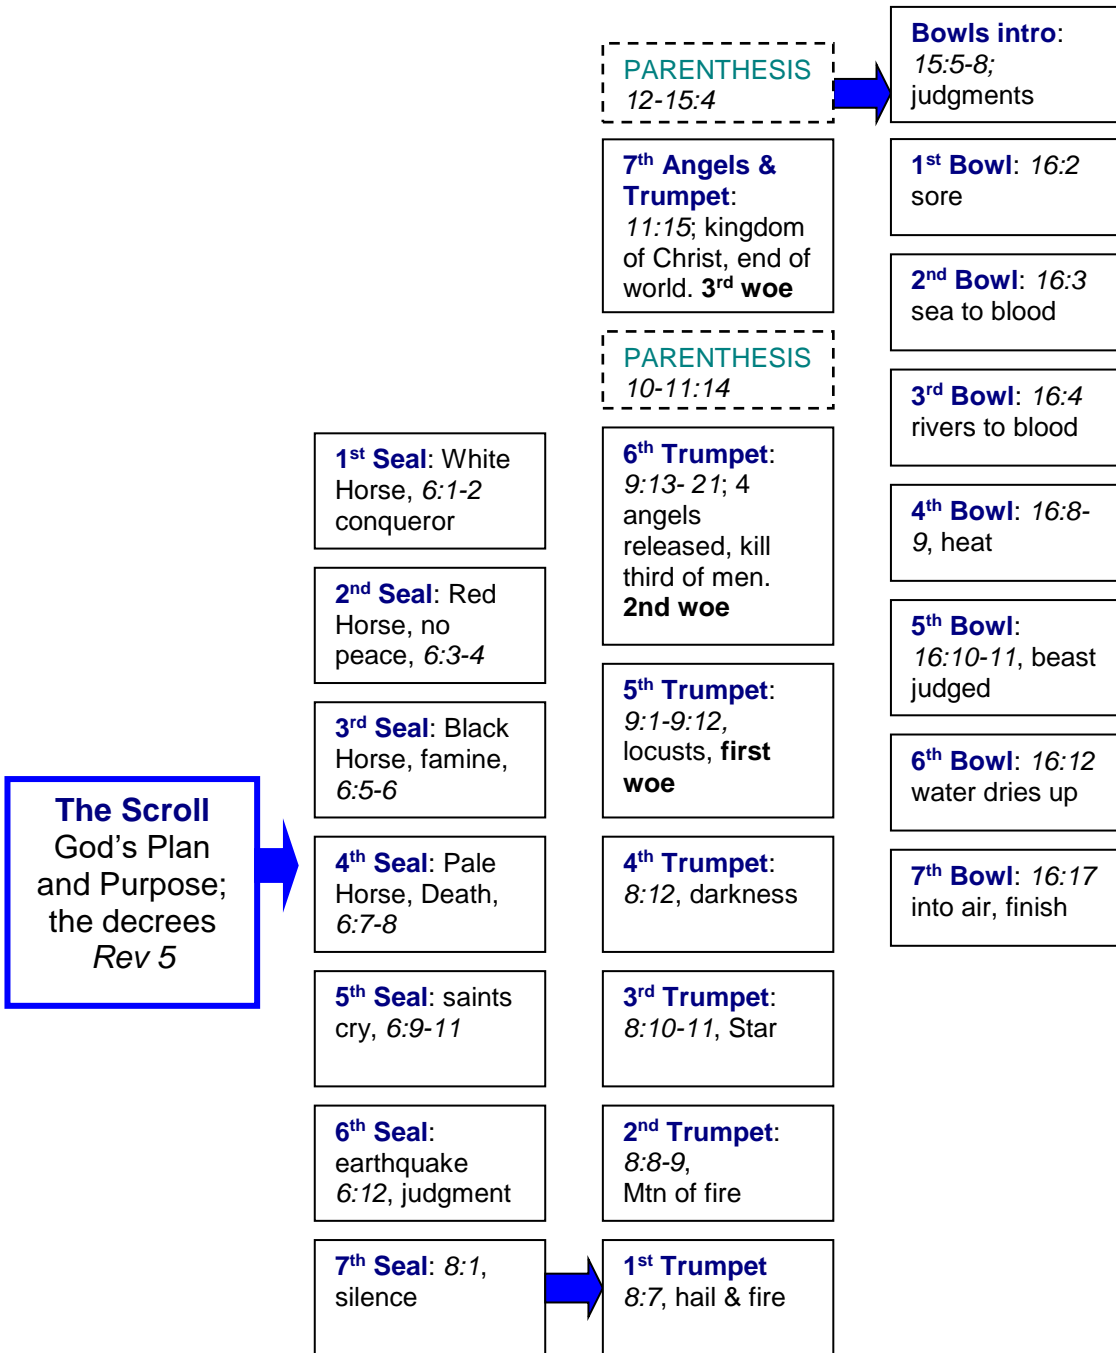 The Scroll
God’s Plan
and Purpose;
the decrees
Rev 5
1st Seal: White
Horse, 6:1-2
conqueror
2nd Seal: Red
Horse, no
peace, 6:3-4
3rd Seal: Black
Horse, famine,
6:5-6
4th Seal: Pale
Horse, Death,
6:7-8
5th Seal: saints
cry, 6:9-11
6th Seal:
earthquake
6:12, judgment
7th Seal: 8:1,
silence
PARENTHESIS
12-15:4
7th Angels &
Trumpet:
11:15; kingdom
of Christ, end of
world. 3rd woe
PARENTHESIS
10-11:14
6th Trumpet:
9:13- 21; 4
angels
released, kill
third of men.
2nd woe
5th Trumpet:
9:1-9:12,
locusts, first
woe
4th Trumpet:
8:12, darkness
3rd Trumpet:
8:10-11, Star
2nd Trumpet:
8:8-9,
Mtn of fire
1st Trumpet
8:7, hail & fire
Bowls intro:
15:5-8;
judgments
1st Bowl: 16:2
sore
2nd Bowl: 16:3
sea to blood
3rd Bowl: 16:4
rivers to blood
4th Bowl: 16:8-
9, heat
5th Bowl:
16:10-11, beast
judged
6th Bowl: 16:12
water dries up
7th Bowl: 16:17
into air, finish